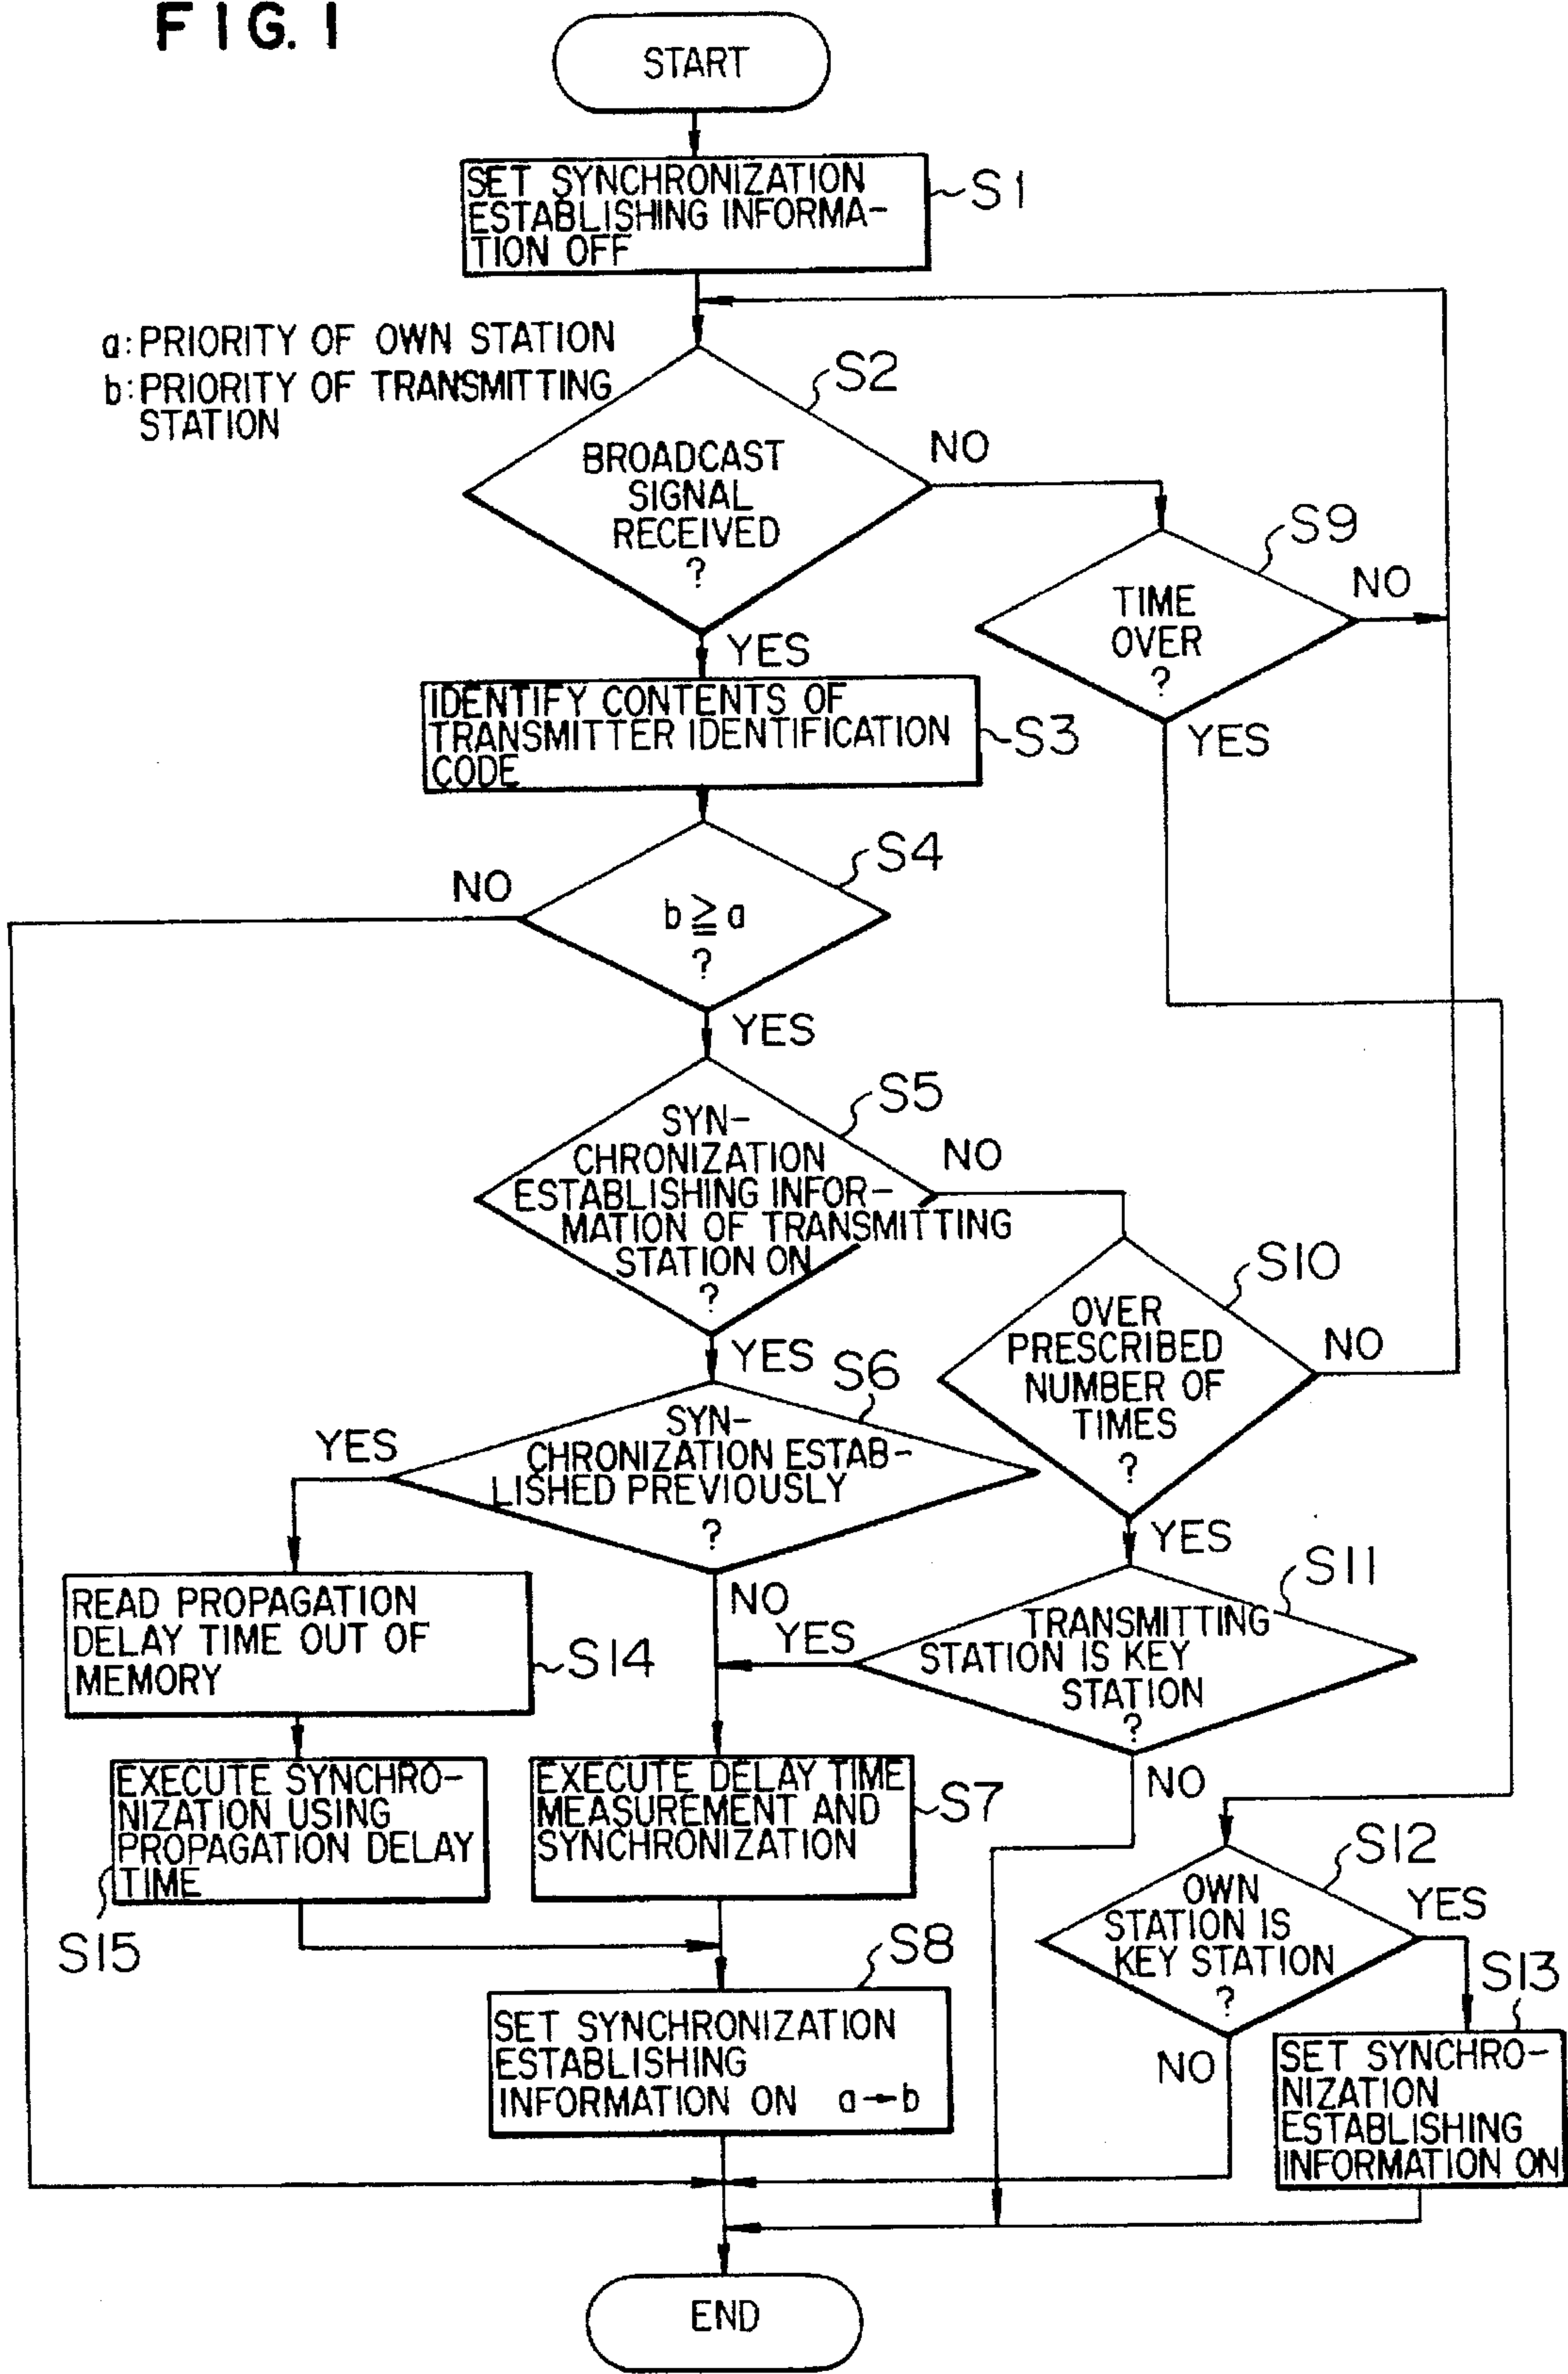 FIG. 1
START
SET SYNCHRONIZATION
ESTABLISHING INFORMA-
TION OFF
S1
a: PRIORITY OF OWN STATION
b: PRIORITY OF TRANSMITTING
STATION
S2
BROADCAST
SIGNAL
RECEIVED
?
NO
YES
S9
TIME
OVER
?
NO
YES
IDENTIFY CONTENTS OF
TRANSMITTER IDENTIFICATION
CODE
S3
S4
b ≧ a
?
NO
YES
S5
SYN-
CHRONIZATION
ESTABLISHING INFOR-
MATION OF TRANSMITTING
STATION ON
?
NO
YES
S10
OVER
PRESCRIBED
NUMBER OF
TIMES
?
NO
YES
S6
SYN-
CHRONIZATION ESTAB-
LISHED PREVIOUSLY
?
YES
NO
S11
TRANSMITTING
STATION IS KEY
STATION
?
YES
NO
READ PROPAGATION
DELAY TIME OUT OF
MEMORY
S14
EXECUTE SYNCHRO-
NIZATION USING
PROPAGATION DELAY
TIME
S15
EXECUTE DELAY TIME
MEASUREMENT AND
SYNCHRONIZATION
S7
S12
OWN
STATION IS
KEY STATION
?
YES
NO
S13
SET SYNCHRO-
NIZATION
ESTABLISHING
INFORMATION ON
S8
SET SYNCHRONIZATION
ESTABLISHING
INFORMATION ON a→b
END